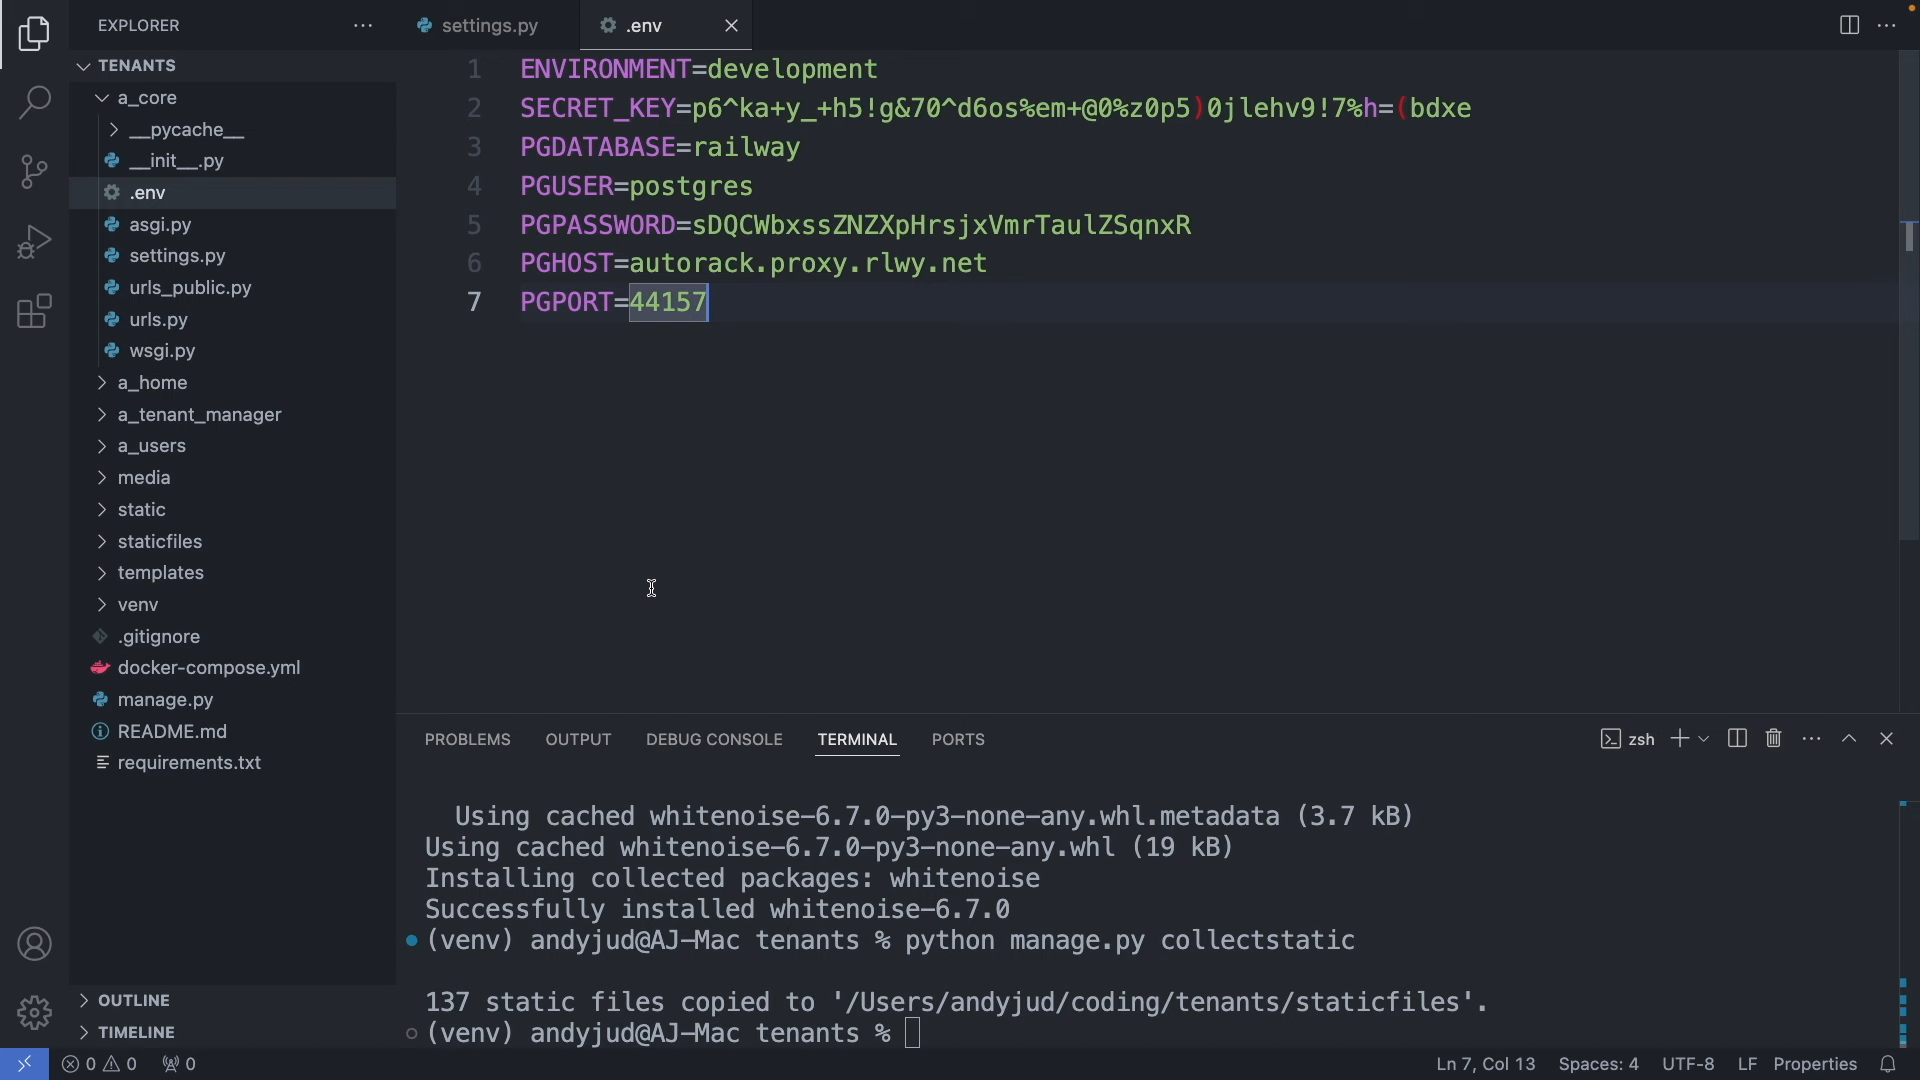 EXPLORER
TENANTS
a_core
__pycache__
__init__.py
.env
asgi.py
settings.py
urls_public.py
urls.py
wsgi.py
a_home
a_tenant_manager
a_users
media
static
staticfiles
templates
venv
.gitignore
docker-compose.yml
manage.py
README.md
requirements.txt
OUTLINE
TIMELINE
settings.py .env
1 ENVIRONMENT=development
2 SECRET_KEY=p6^ka+y_+h5!g&70^d6os%em+@0%z0p5)0jlehv9!7%h=(bdxe
3 PGDATABASE=railway
4 PGUSER=postgres
5 PGPASSWORD=sDQCWbxssZNZXpHrsjxVmrTaulZSqnxR
6 PGHOST=autorack.proxy.rlwy.net
7 PGPORT=44157
PROBLEMS OUTPUT DEBUG CONSOLE TERMINAL PORTS zsh
Using cached whitenoise-6.7.0-py3-none-any.whl.metadata (3.7 kB)
Using cached whitenoise-6.7.0-py3-none-any.whl (19 kB)
Installing collected packages: whitenoise
Successfully installed whitenoise-6.7.0
(venv) andyjud@AJ-Mac tenants % python manage.py collectstatic
137 static files copied to '/Users/andyjud/coding/tenants/staticfiles'.
(venv) andyjud@AJ-Mac tenants %
0 0 0 Ln 7, Col 13 Spaces: 4 UTF-8 LF Properties